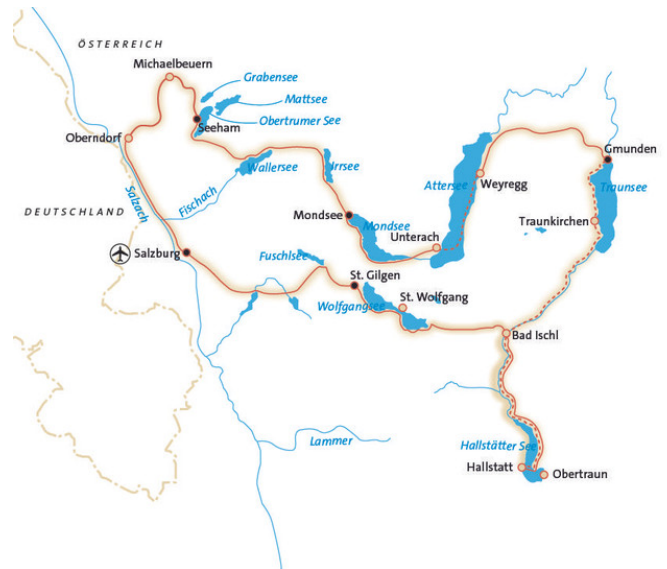 ÖSTERREICH
Michaelbeuern
Grabensee
Mattsee
Obertrumer See
Seeham
Oberndorf
Wallersee
Irrsee
Attersee
Gmunden
Weyregg
Traunsee
Salzach
Fischach
DEUTSCHLAND
Mondsee
Mondsee
Traunkirchen
Unterach
Salzburg
Fuschlsee
St. Gilgen
St. Wolfgang
Wolfgangsee
Bad Ischl
Lammer
Hallstätter See
Hallstatt
Obertraun